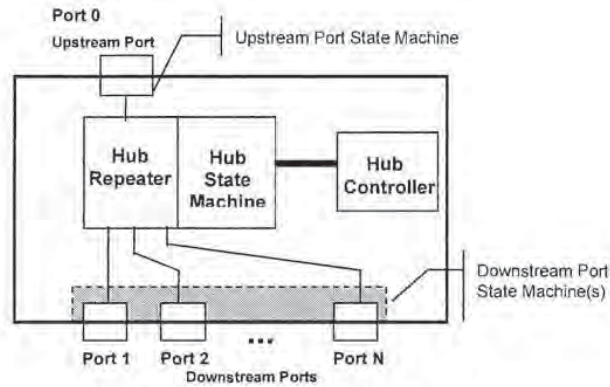 Port 0
Upstream Port
Upstream Port State Machine
Hub
Repeater
Hub
State
Machine
Hub
Controller
Downstream Port
State Machine(s)
Port 1
Port 2
...
Port N
Downstream Ports